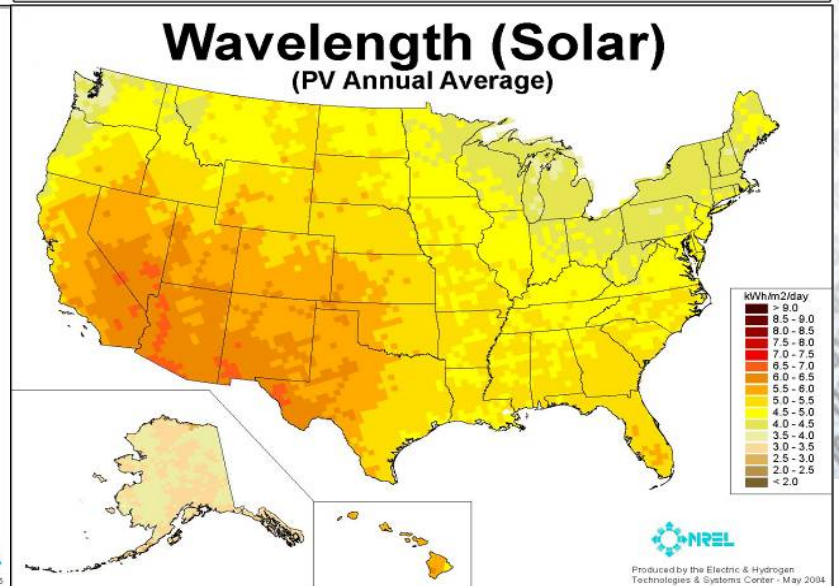 Wavelength (Solar)
(PV Annual Average)
kWh/m2/day
> 9.0
8.5 - 9.0
8.0 - 8.5
7.5 - 8.0
7.0 - 7.5
6.5 - 7.0
6.0 - 6.5
5.5 - 6.0
5.0 - 5.5
4.5 - 5.0
4.0 - 4.5
3.5 - 4.0
3.0 - 3.5
2.5 - 3.0
2.0 - 2.5
< 2.0
NREL
Produced by the Electric & Hydrogen
Technologies & Systems Center - May 2004